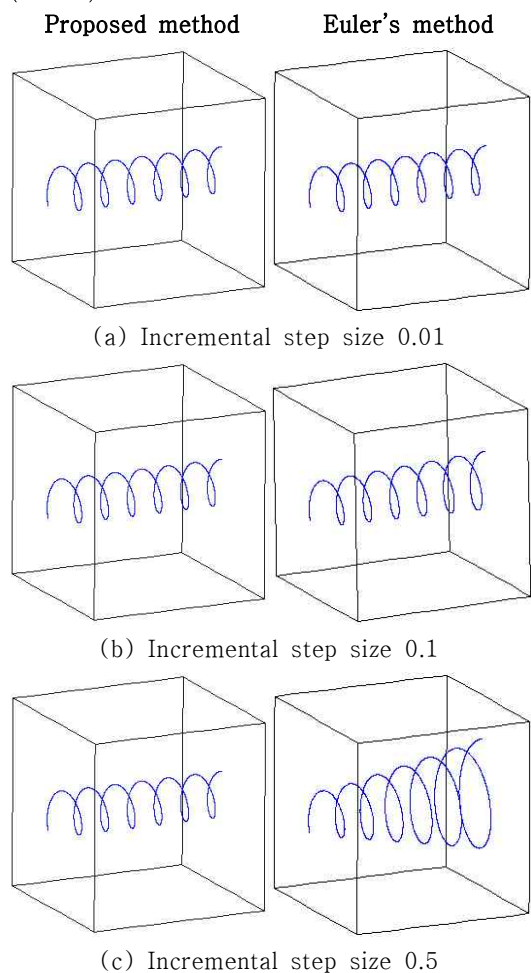 Proposed method Euler's method
(a) Incremental step size 0.01
(b) Incremental step size 0.1
(c) Incremental step size 0.5